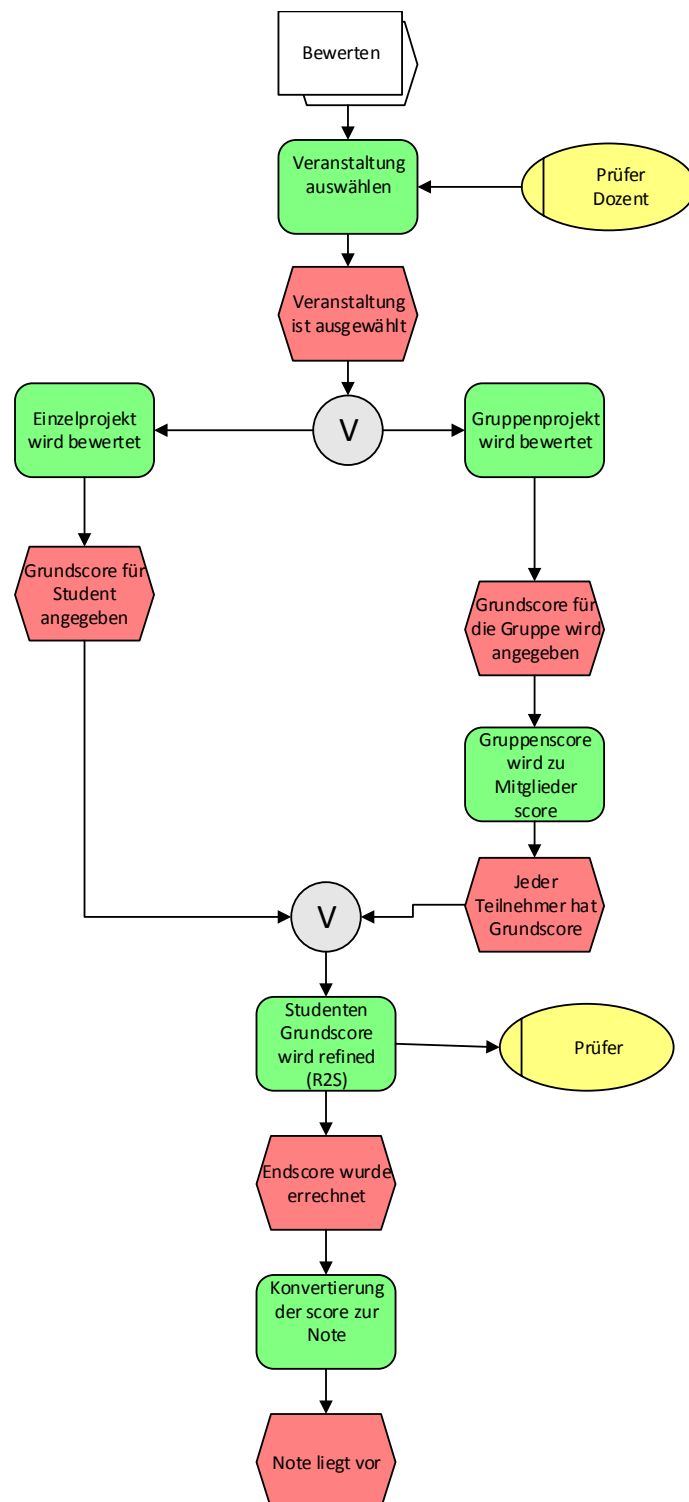 Bewerten
Veranstaltung
auswählen
Prüfer
Dozent
Veranstaltung
ist ausgewählt
V
Einzelprojekt
wird bewertet
Gruppenprojekt
wird bewertet
Grundscore für
Student
angegeben
Grundscore für
die Gruppe wird
angegeben
Gruppenscore
wird zu
Mitglieder
score
Jeder
Teilnehmer hat
Grundscore
V
Studenten
Grundscore
wird refined
(R2S)
Prüfer
Endscore wurde
errechnet
Konvertierung
der score zur
Note
Note liegt vor